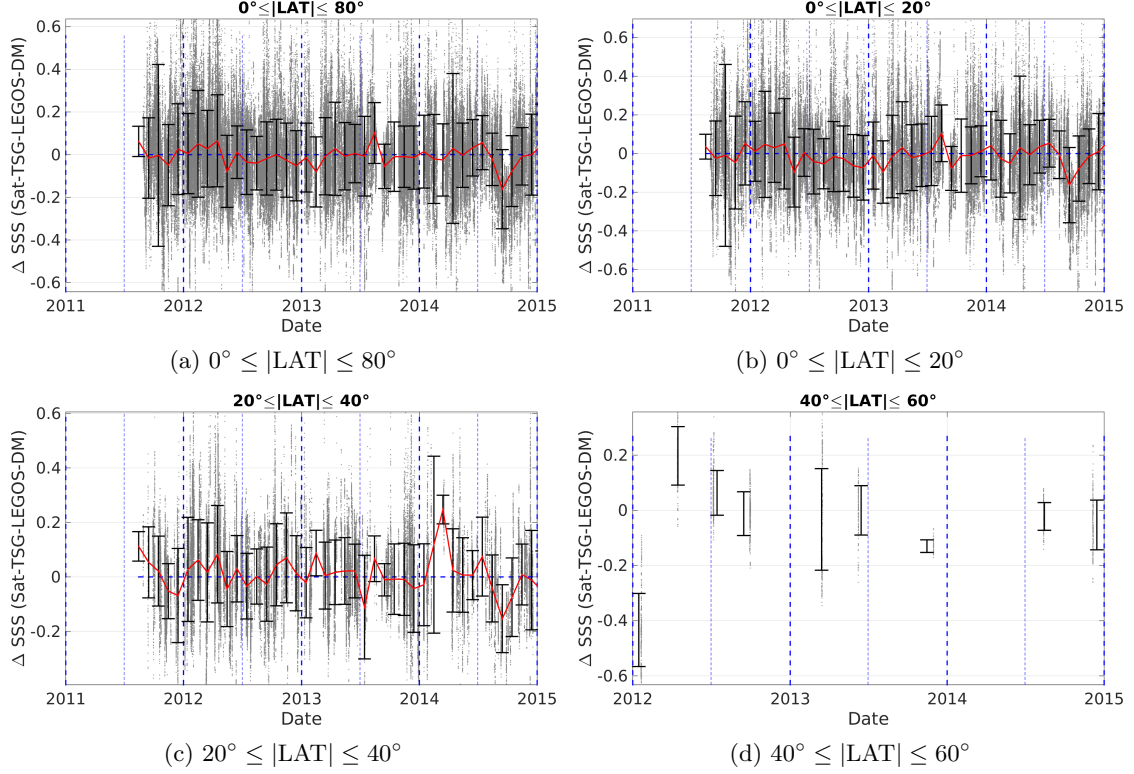 0°≤|LAT|≤ 80°
Δ SSS (Sat-TSG-LEGOS-DM)
0.6
0.4
0.2
0
-0.2
-0.4
-0.6
2011 2012 2013 2014 2015
Date
(a) 0° ≤ |LAT| ≤ 80°
0°≤|LAT|≤ 20°
Δ SSS (Sat-TSG-LEGOS-DM)
0.6
0.4
0.2
0
-0.2
-0.4
-0.6
2011 2012 2013 2014 2015
Date
(b) 0° ≤ |LAT| ≤ 20°
20°≤|LAT|≤ 40°
Δ SSS (Sat-TSG-LEGOS-DM)
0.6
0.4
0.2
0
-0.2
2011 2012 2013 2014 2015
Date
(c) 20° ≤ |LAT| ≤ 40°
40°≤|LAT|≤ 60°
Δ SSS (Sat-TSG-LEGOS-DM)
0.2
0
-0.2
-0.4
-0.6
2012 2013 2014 2015
Date
(d) 40° ≤ |LAT| ≤ 60°